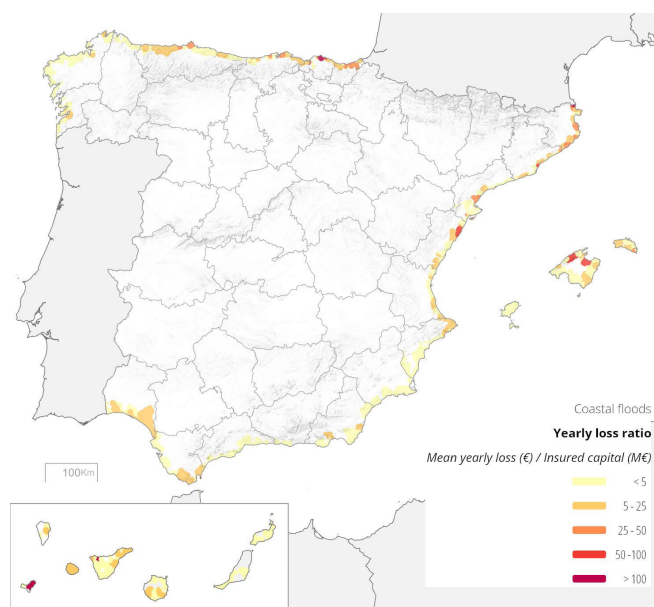 Coastal floods
Yearly loss ratio
Mean yearly loss (€) / Insured capital (M€)
< 5
5 - 25
25 - 50
50 -100
> 100
100Km